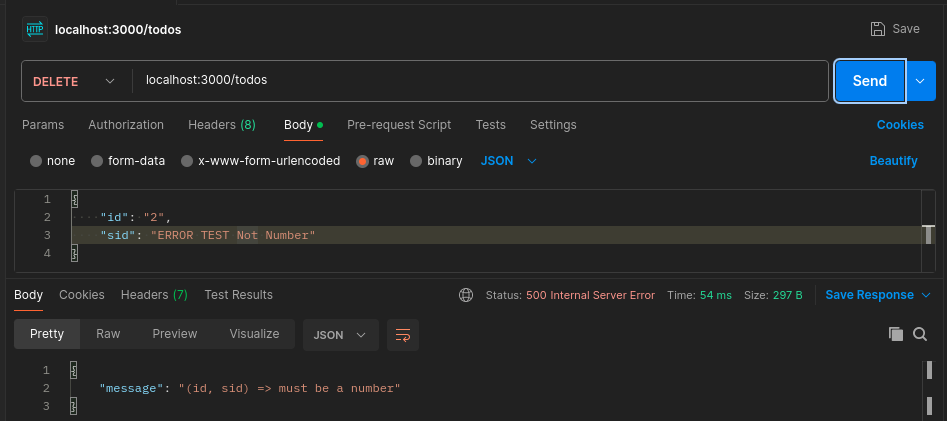 HTTP localhost:3000/todos Save
DELETE localhost:3000/todos Send
Params Authorization Headers (8) Body Pre-request Script Tests Settings Cookies
none form-data x-www-form-urlencoded raw binary JSON Beautify
1 {
2 "id": "2",
3 "sid": "ERROR TEST Not Number"
4 }
Body Cookies Headers (7) Test Results Status: 500 Internal Server Error Time: 54 ms Size: 297 B Save Response
Pretty Raw Preview Visualize JSON
1 {
2 "message": "(id, sid) => must be a number"
3 }